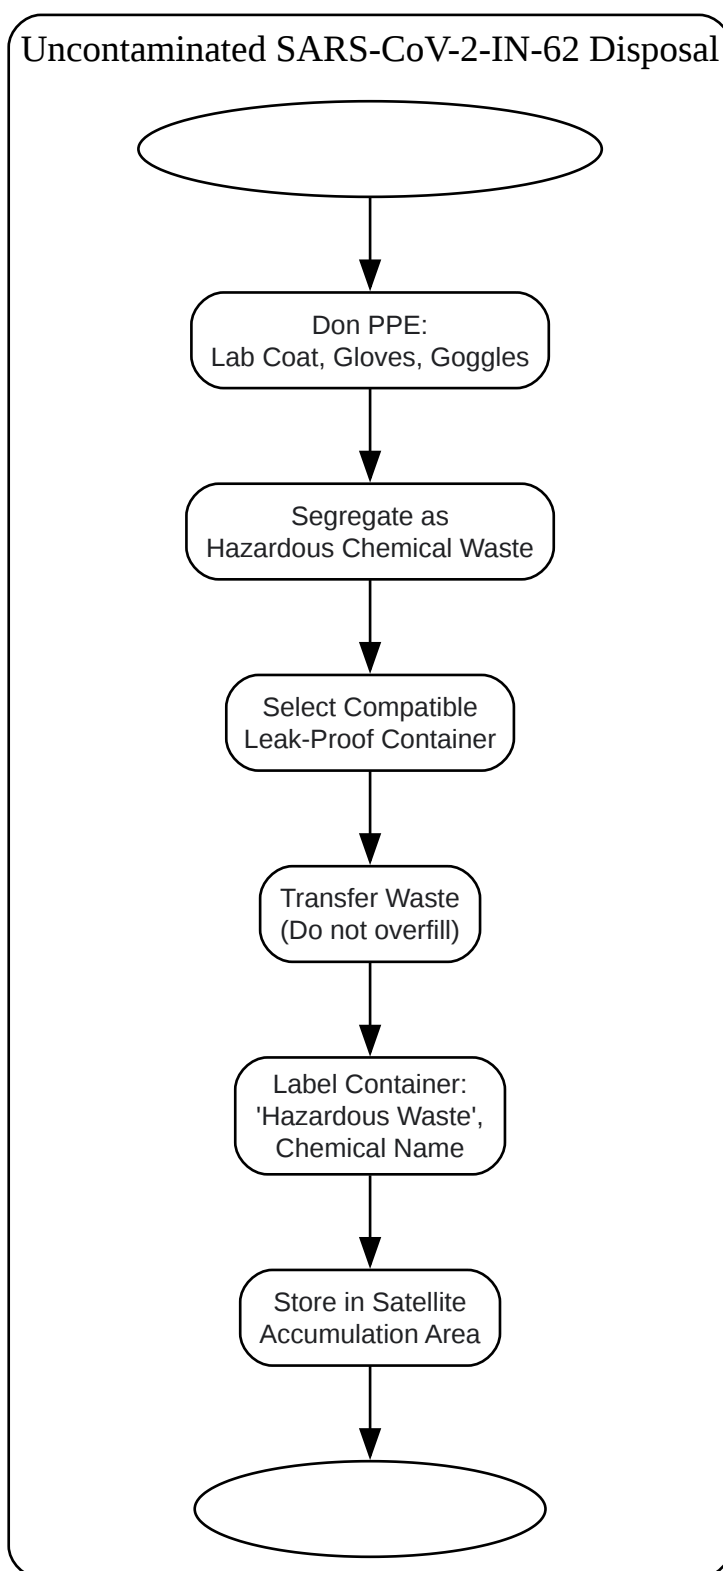 Uncontaminated SARS-CoV-2-IN-62 Disposal
Don PPE:
Lab Coat, Gloves, Goggles
Segregate as
Hazardous Chemical Waste
Select Compatible
Leak-Proof Container
Transfer Waste
(Do not overfill)
Label Container:
'Hazardous Waste',
Chemical Name
Store in Satellite
Accumulation Area